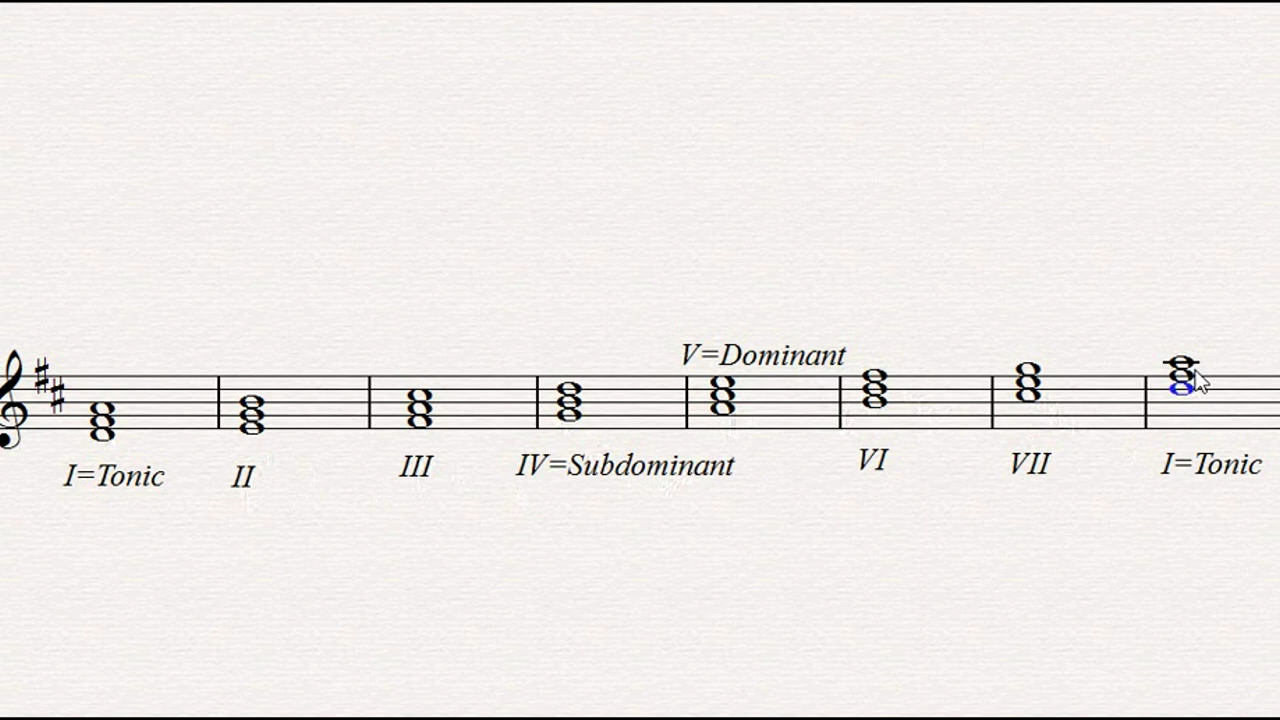 V=Dominant
I=Tonic
II
III
IV=Subdominant
VI
VII
I=Tonic